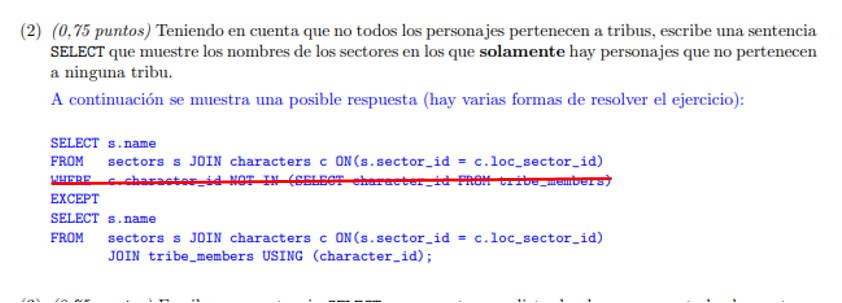 (2) (0,75 puntos) Teniendo en cuenta que no todos los personajes pertenecen a tribus, escribe una sentencia
SELECT que muestre los nombres de los sectores en los que solamente hay personajes que no pertenecen
a ninguna tribu.
A continuación se muestra una posible respuesta (hay varias formas de resolver el ejercicio):
SELECT s.name
FROM sectors s JOIN characters c ON(s.sector_id = c.loc_sector_id)
WHERE c.character_id NOT IN (SELECT character_id FROM tribe_members)
EXCEPT
SELECT s.name
FROM sectors s JOIN characters c ON(s.sector_id = c.loc_sector_id)
JOIN tribe_members USING (character_id);